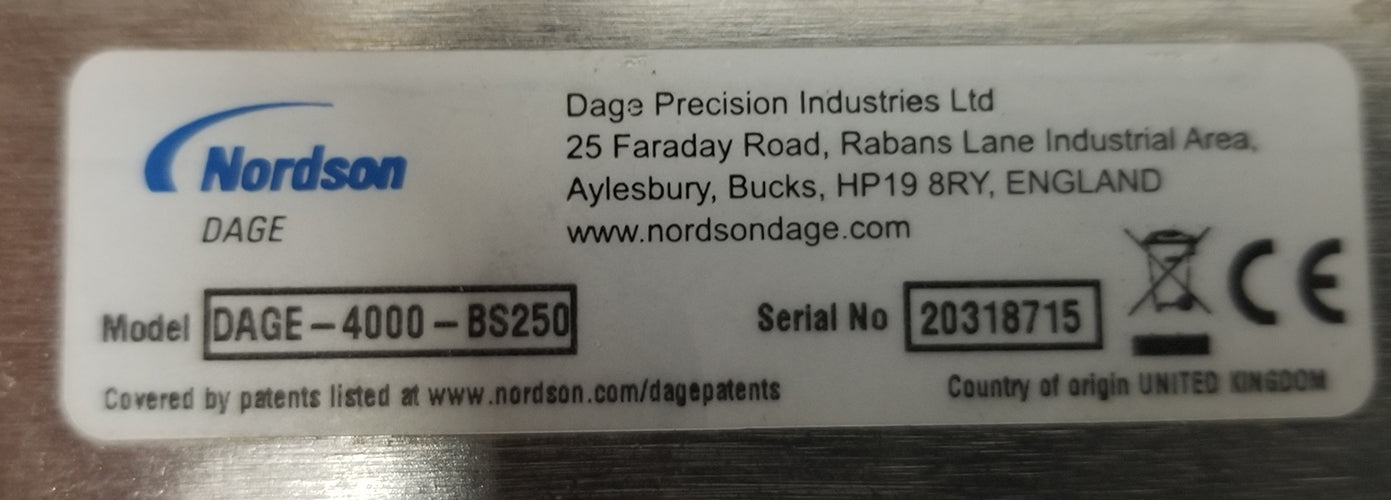 Nordson
DAGE
Dage Precision Industries Ltd
25 Faraday Road, Rabans Lane Industrial Area,
Aylesbury, Bucks, HP19 8RY, ENGLAND
www.nordsondage.com
Model DAGE-4000-BS250
Serial No 20318715
CE
Covered by patents listed at www.nordson.com/dagepatents
Country of origin UNITED KINGDOM